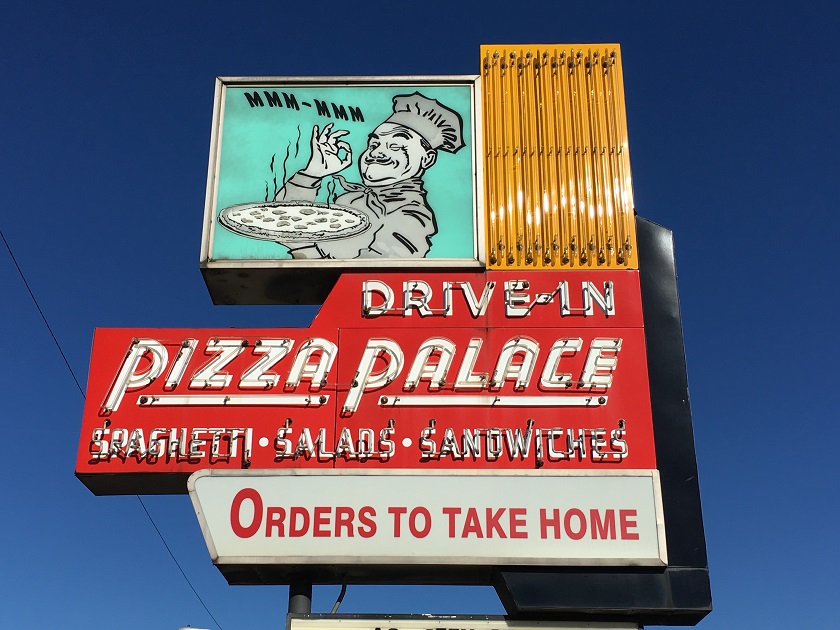 MMM-MMM
DRIVE-IN
PIZZA PALACE
SPAGHETTI • SALADS • SANDWICHES
ORDERS TO TAKE HOME